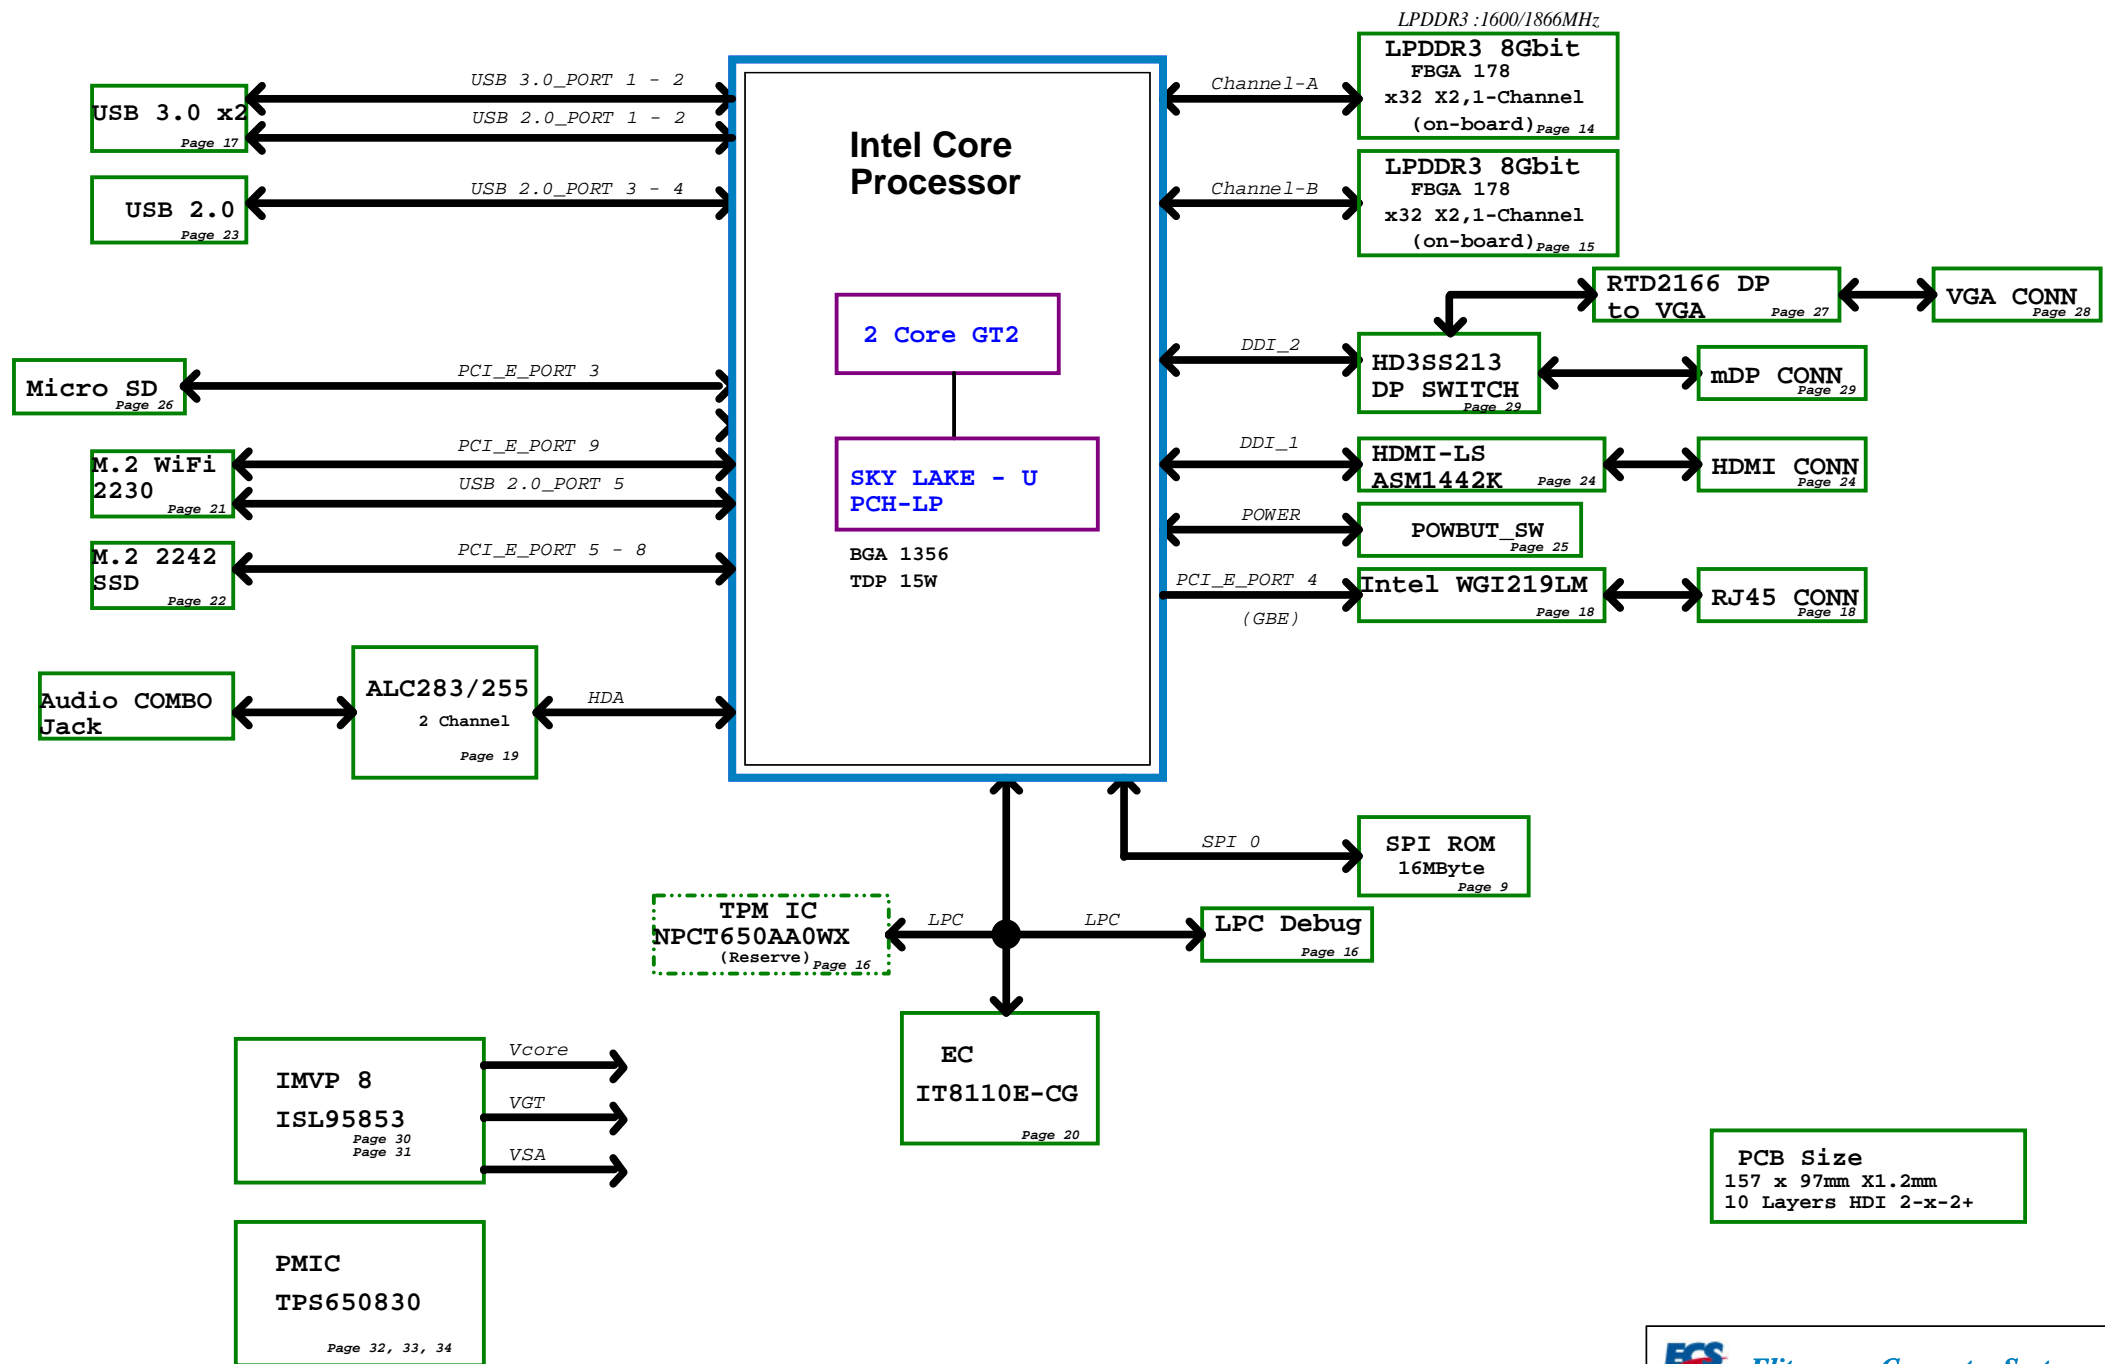 LPDDR3 :1600/1866MHz
USB 3.0 x2
Page 17
USB 3.0_PORT 1 - 2
USB 2.0_PORT 1 - 2
USB 2.0
Page 23
USB 2.0_PORT 3 - 4
Micro SD
Page 26
PCI_E_PORT 3
M.2 WiFi
2230
Page 21
PCI_E_PORT 9
USB 2.0_PORT 5
M.2 2242
SSD
Page 22
PCI_E_PORT 5 - 8
Audio COMBO
Jack
ALC283/255
2 Channel
Page 19
HDA
Intel Core
Processor
2 Core GT2
SKY LAKE - U
PCH-LP
BGA 1356
TDP 15W
Channel-A
LPDDR3 8Gbit
FBGA 178
x32 X2,1-Channel
(on-board) Page 14
Channel-B
LPDDR3 8Gbit
FBGA 178
x32 X2,1-Channel
(on-board) Page 15
RTD2166 DP
to VGA
Page 27
VGA CONN
Page 28
DDI_2
HD3SS213
DP SWITCH
Page 29
mDP CONN
Page 29
DDI_1
HDMI-LS
ASM1442K
Page 24
HDMI CONN
Page 24
POWER
POWBUT_SW
Page 25
PCI_E_PORT 4
(GBE)
Intel WGI219LM
Page 18
RJ45 CONN
Page 18
SPI 0
SPI ROM
16MByte
Page 9
TPM IC
NPCT650AA0WX
(Reserve) Page 16
LPC
LPC
LPC Debug
Page 16
EC
IT8110E-CG
Page 20
IMVP 8
ISL95853
Page 30
Page 31
Vcore
VGT
VSA
PMIC
TPS650830
Page 32, 33, 34
PCB Size
157 x 97mm X1.2mm
10 Layers HDI 2-x-2+
ECS